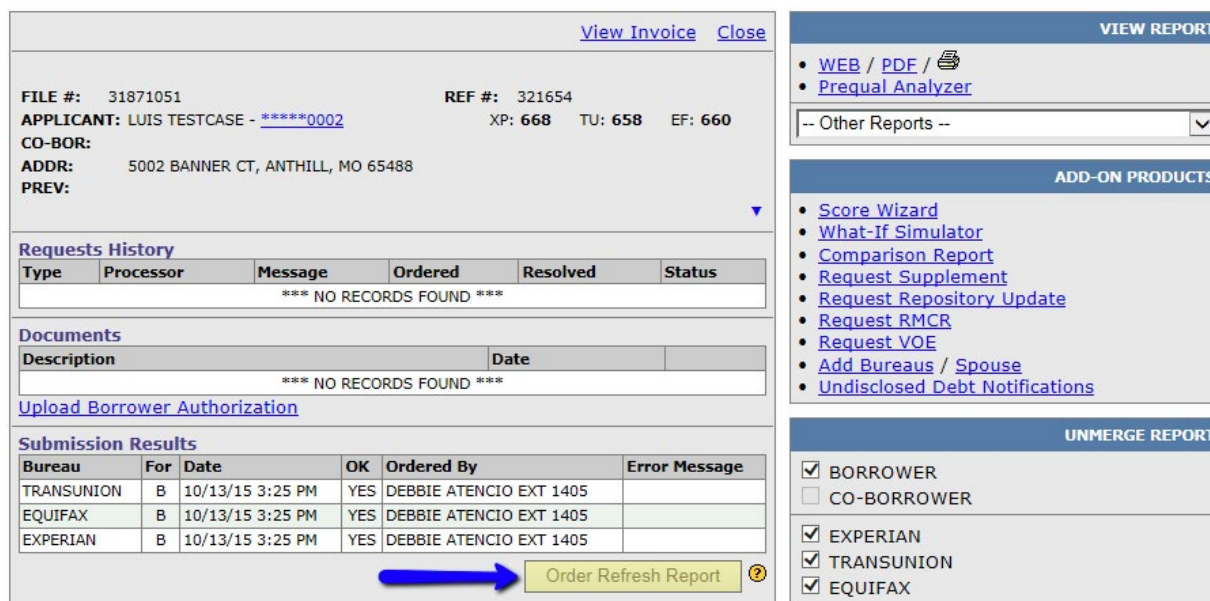 View Invoice Close
FILE #: 31871051 REF #: 321654
APPLICANT: LUIS TESTCASE - *****0002 XP: 668 TU: 658 EF: 660
CO-BOR:
ADDR: 5002 BANNER CT, ANTHILL, MO 65488
PREV:
Requests History
Type Processor Message Ordered Resolved Status
*** NO RECORDS FOUND ***
Documents
Description Date
*** NO RECORDS FOUND ***
Upload Borrower Authorization
Submission Results
Bureau For Date OK Ordered By Error Message
TRANSUNION B 10/13/15 3:25 PM YES DEBBIE ATENCIO EXT 1405
EQUIFAX B 10/13/15 3:25 PM YES DEBBIE ATENCIO EXT 1405
EXPERIAN B 10/13/15 3:25 PM YES DEBBIE ATENCIO EXT 1405
Order Refresh Report ?
VIEW REPORT
• WEB / PDF /
• Prequal Analyzer
-- Other Reports --
ADD-ON PRODUCTS
• Score Wizard
• What-If Simulator
• Comparison Report
• Request Supplement
• Request Repository Update
• Request RMCR
• Request VOE
• Add Bureaus / Spouse
• Undisclosed Debt Notifications
UNMERGE REPORT
BORROWER
CO-BORROWER
EXPERIAN
TRANSUNION
EQUIFAX